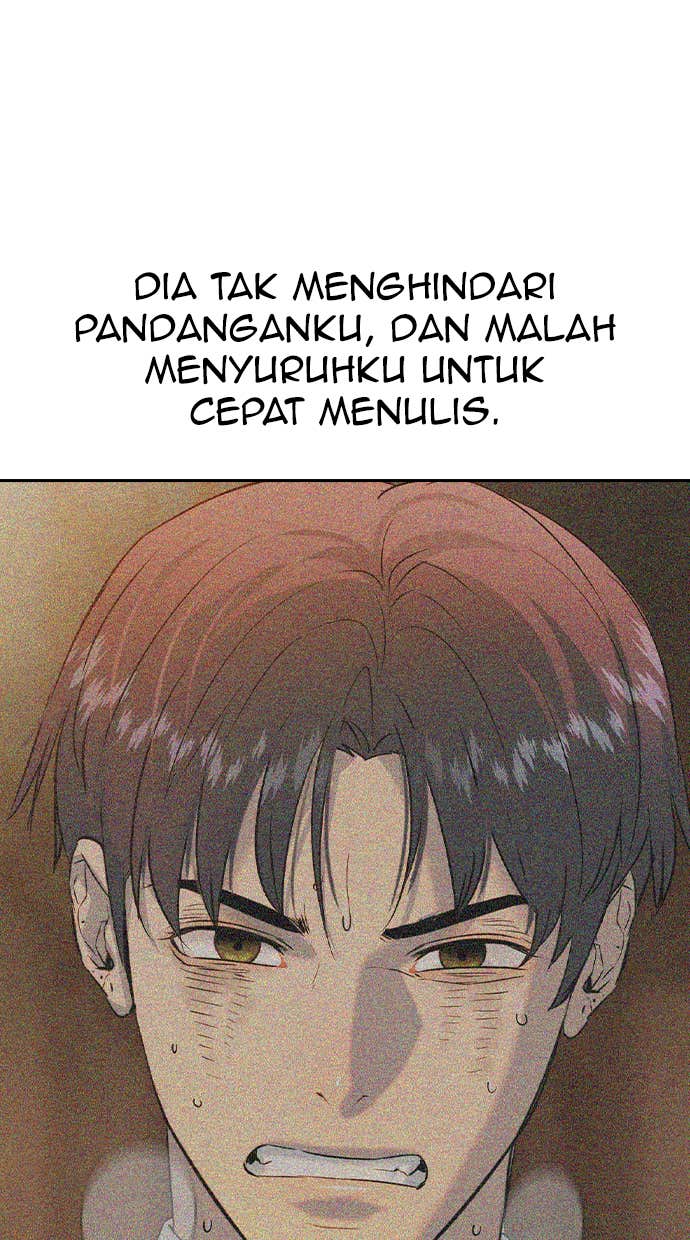 DIA TAK MENGHINDARI
PANDANGANKU, DAN MALAH
MENYURUHKU UNTUK
CEPAT MENULIS.